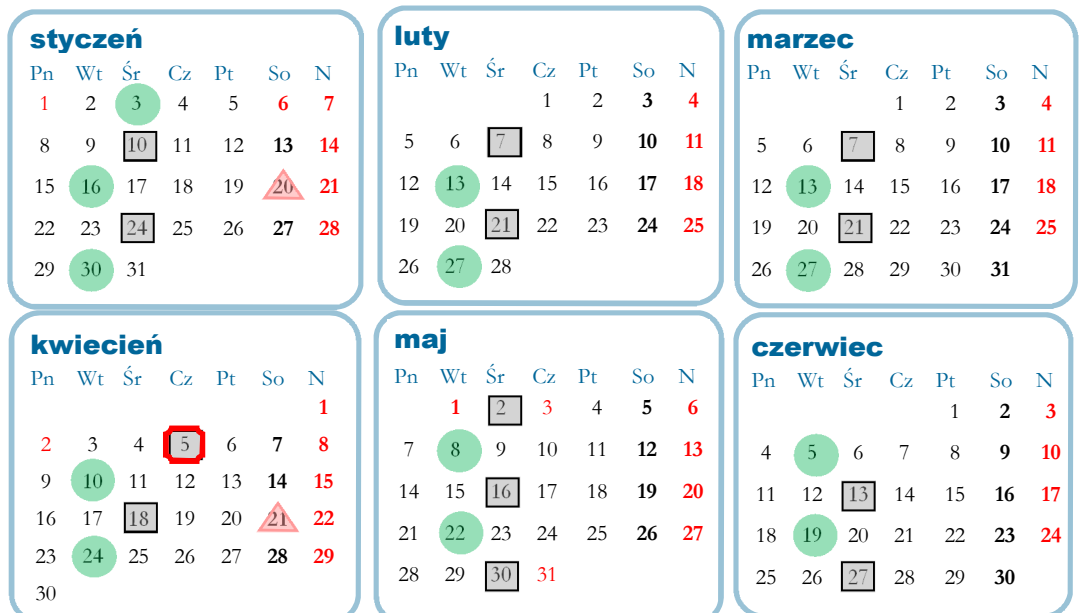 styczeń
Pn Wt Śr Cz Pt So N
1 2 3 4 5 6 7
8 9 10 11 12 13 14
15 16 17 18 19 20 21
22 23 24 25 26 27 28
29 30 31
luty
Pn Wt Śr Cz Pt So N
1 2 3 4
5 6 7 8 9 10 11
12 13 14 15 16 17 18
19 20 21 22 23 24 25
26 27 28
marzec
Pn Wt Śr Cz Pt So N
1 2 3 4
5 6 7 8 9 10 11
12 13 14 15 16 17 18
19 20 21 22 23 24 25
26 27 28 29 30 31
kwiecień
Pn Wt Śr Cz Pt So N
1
2 3 4 5 6 7 8
9 10 11 12 13 14 15
16 17 18 19 20 21 22
23 24 25 26 27 28 29
30
maj
Pn Wt Śr Cz Pt So N
1 2 3 4 5 6
7 8 9 10 11 12 13
14 15 16 17 18 19 20
21 22 23 24 25 26 27
28 29 30 31
czerwiec
Pn Wt Śr Cz Pt So N
1 2 3
4 5 6 7 8 9 10
11 12 13 14 15 16 17
18 19 20 21 22 23 24
25 26 27 28 29 30